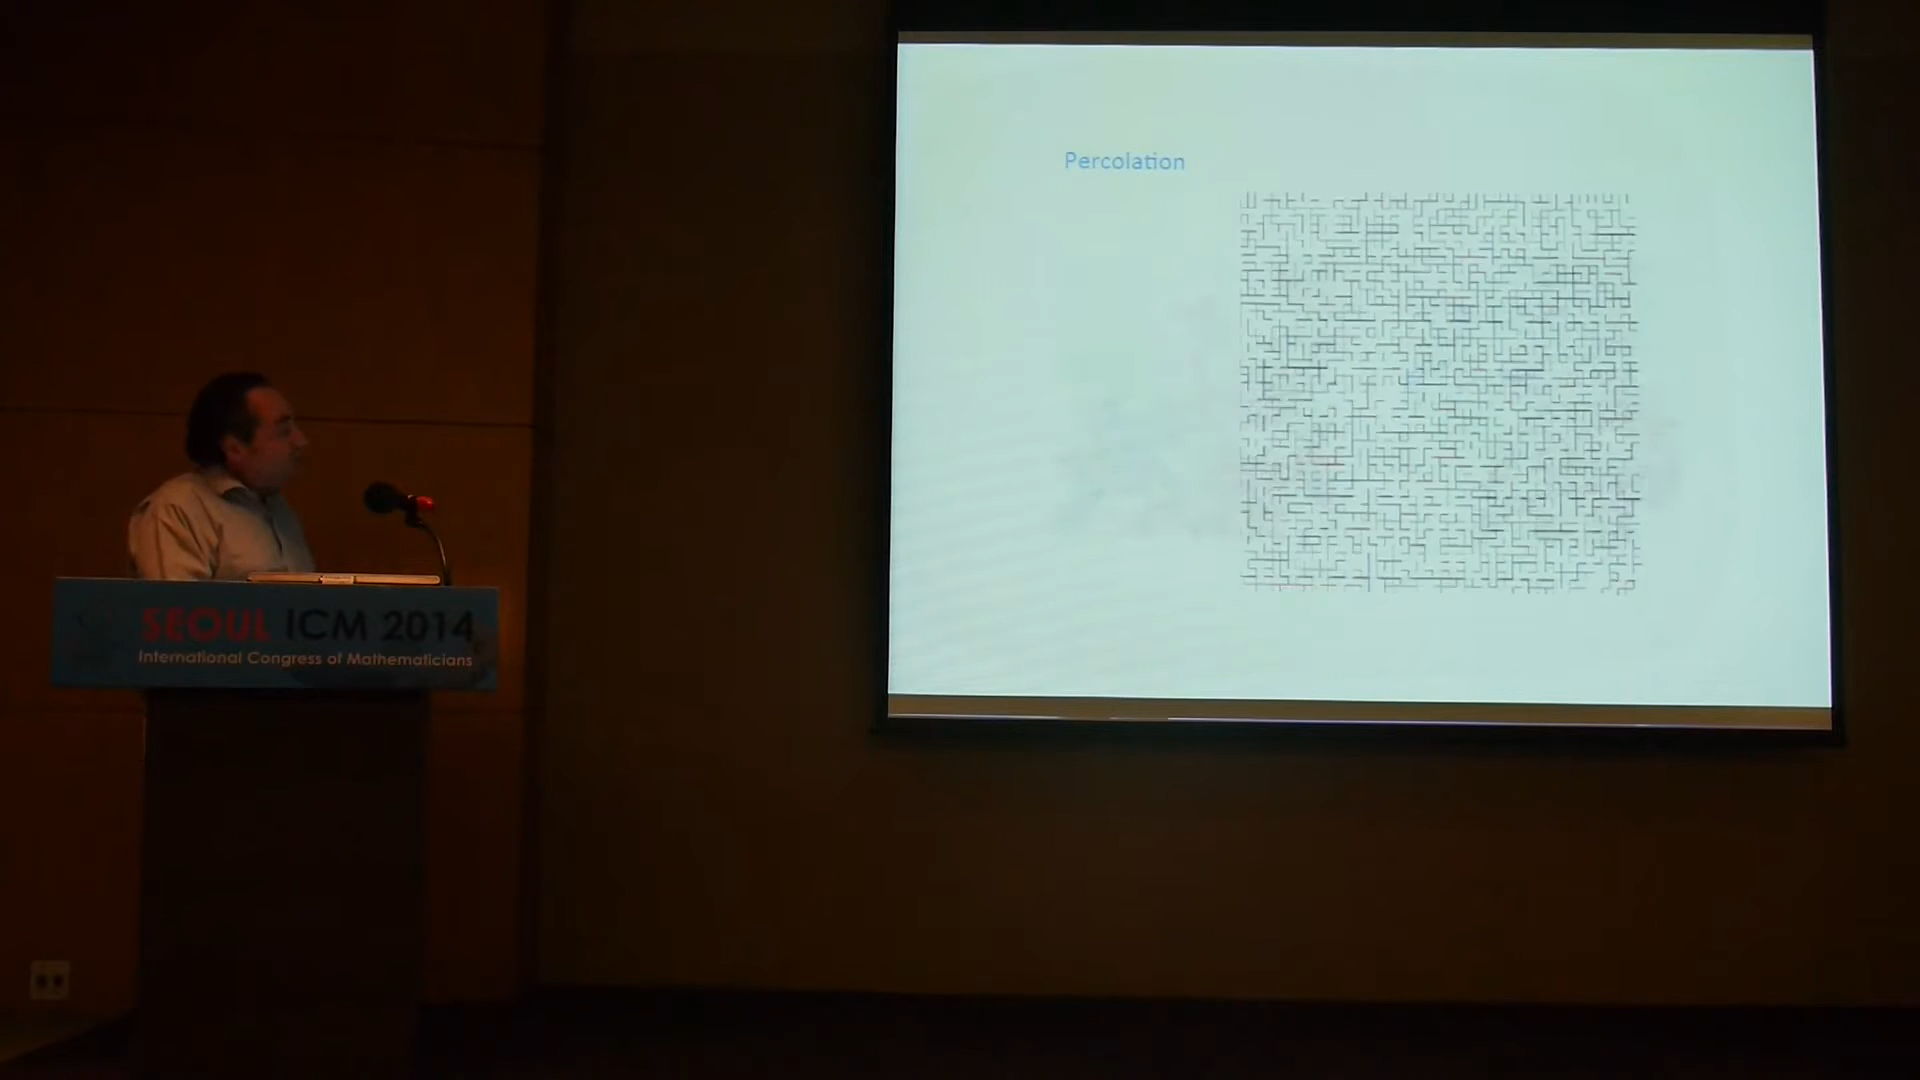 Percolation
SEOUL ICM 2014
International Congress of Mathematicians